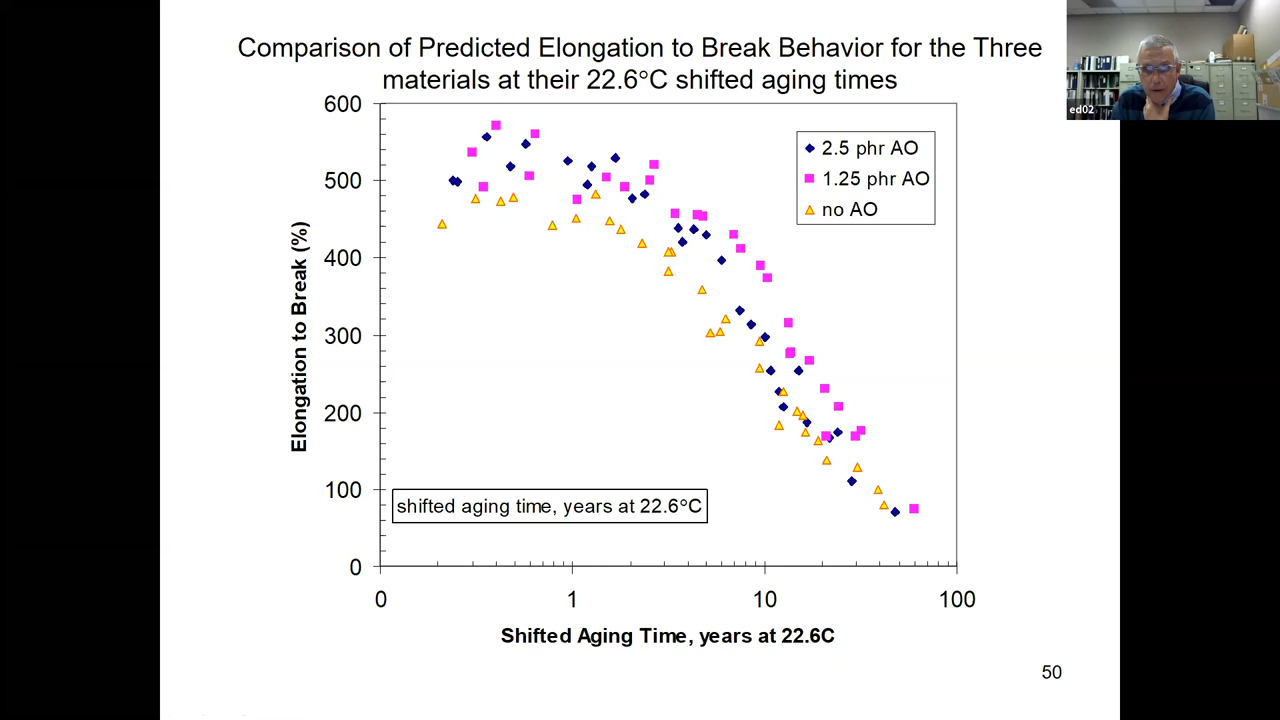 Comparison of Predicted Elongation to Break Behavior for the Three
materials at their 22.6°C shifted aging times
ed02
600
500
400
300
200
100
0
Elongation to Break (%)
2.5 phr AO
1.25 phr AO
no AO
shifted aging time, years at 22.6°C
0 1 10 100
Shifted Aging Time, years at 22.6C
50